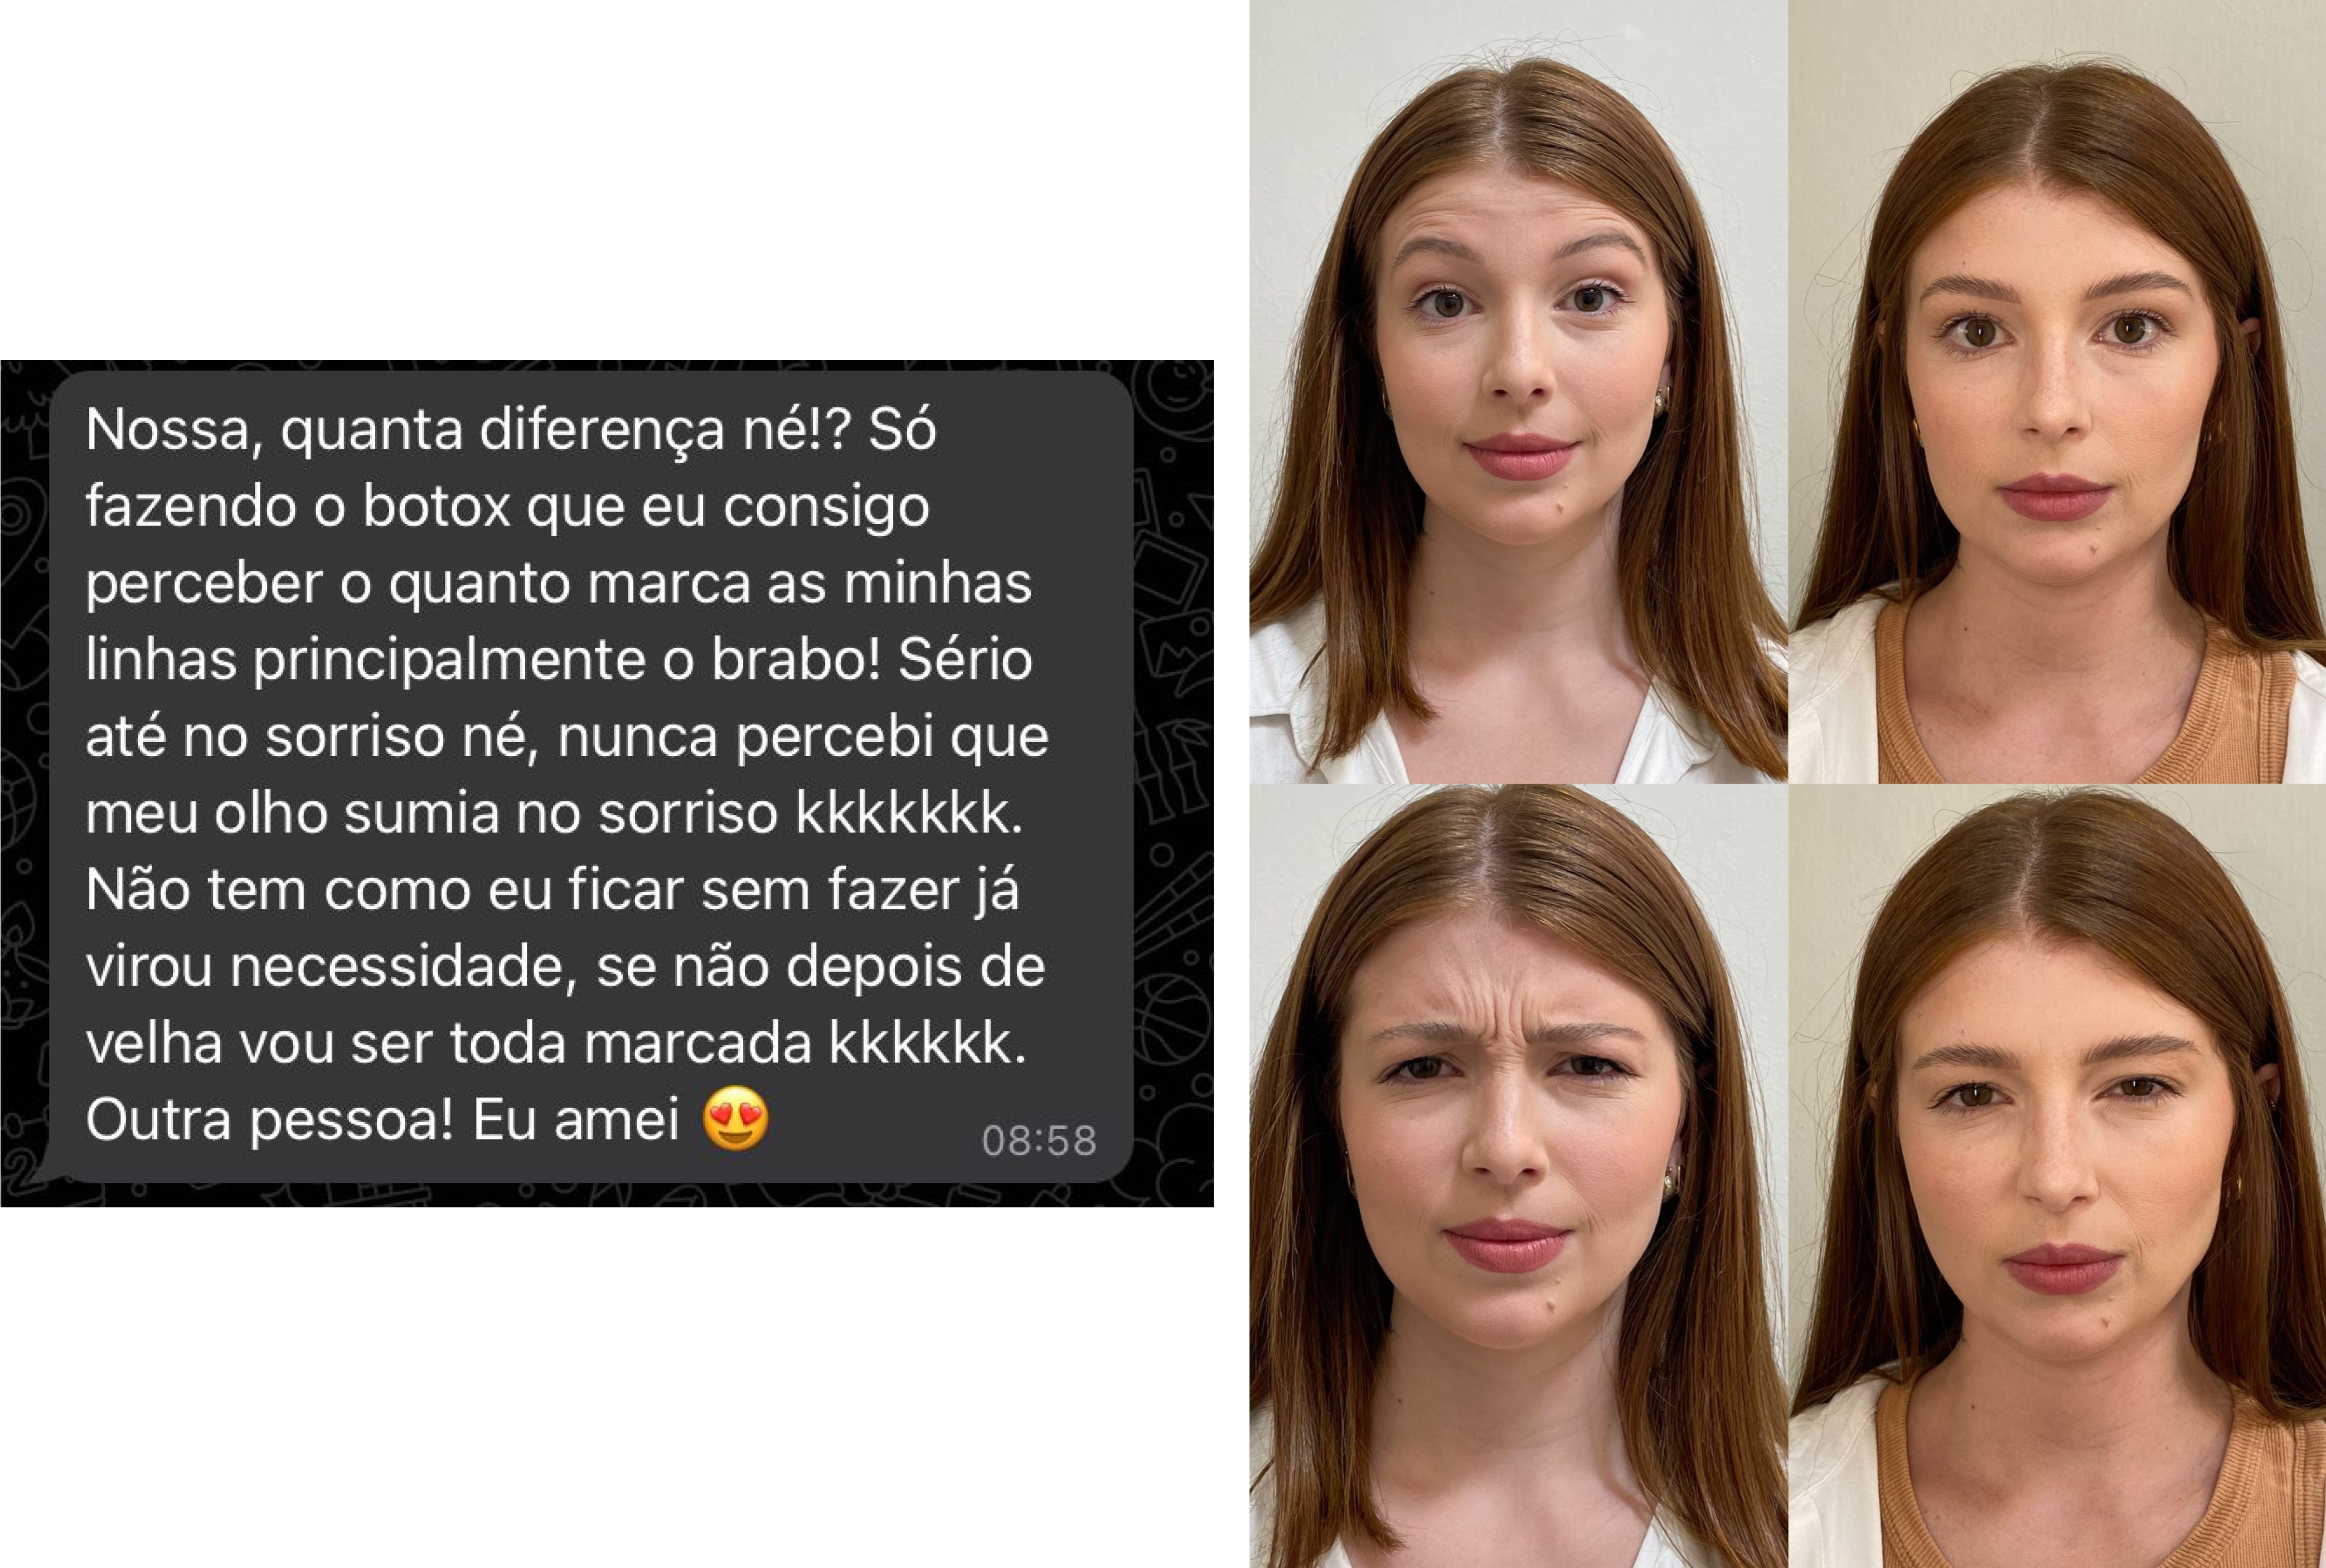 Nossa, quanta diferença né!? Só
fazendo o botox que eu consigo
perceber o quanto marca as minhas
linhas principalmente o brabo! Sério
até no sorriso né, nunca percebi que
meu olho sumia no sorriso kkkkkkk.
Não tem como eu ficar sem fazer já
virou necessidade, se não depois de
velha vou ser toda marcada kkkkkk.
Outra pessoa! Eu amei 😍
08:58